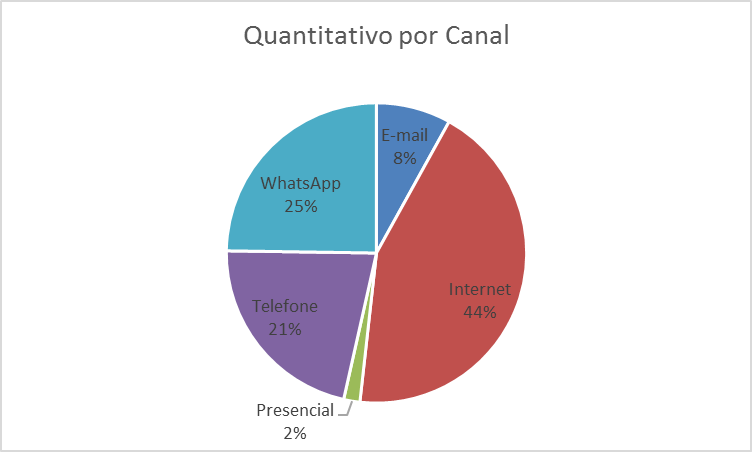 Quantitativo por Canal
E-mail
8%
WhatsApp
25%
Internet
44%
Telefone
21%
Presencial
2%